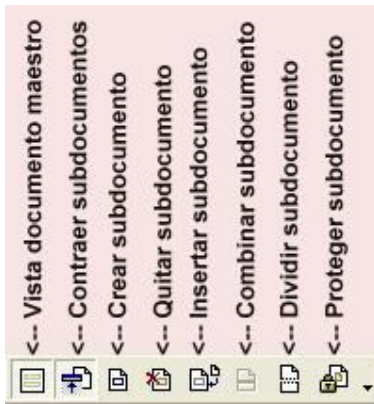 <-- Vista documento maestro
<-- Contraer subdocumentos
<-- Crear subdocumento
<-- Quitar subdocumento
<-- Insertar subdocumento
<-- Combinar subdocumento
<-- Dividir subdocumento
<-- Proteger subdocumento